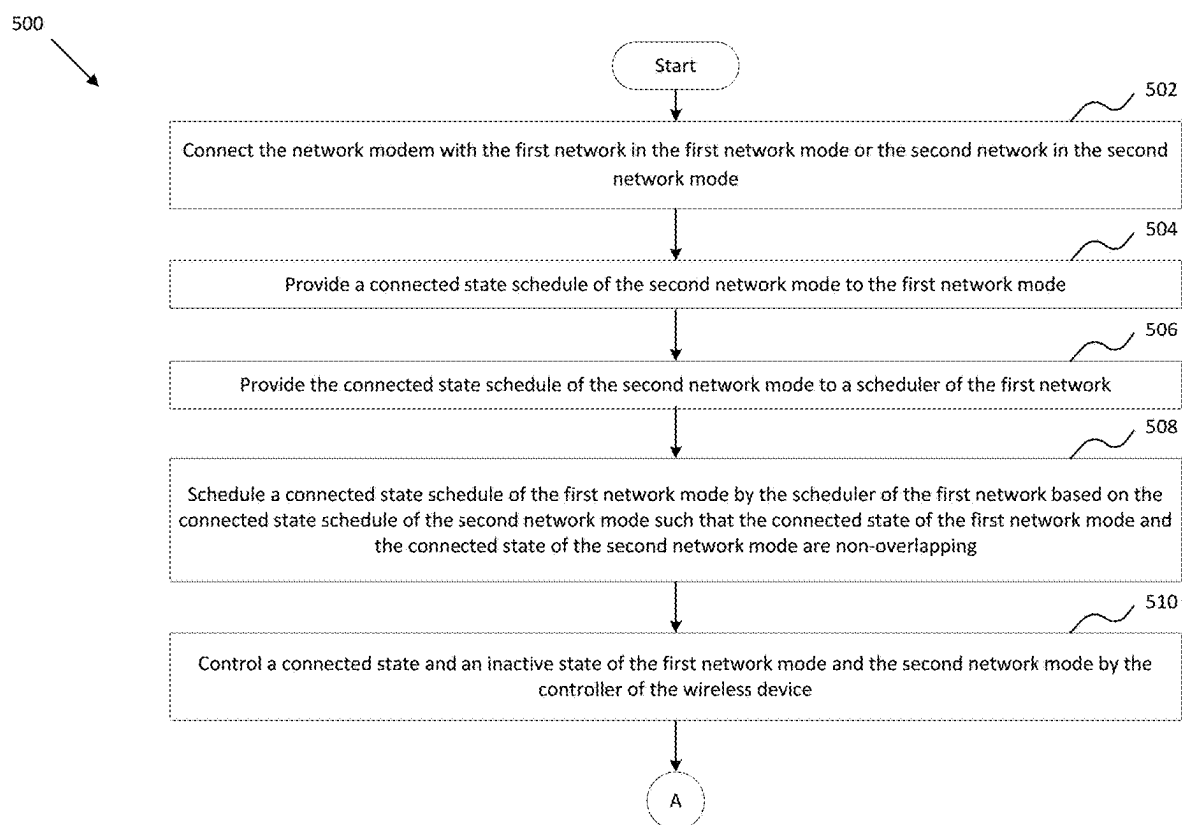 500
Start
502
Connect the network modem with the first network in the first network mode or the second network in the second
network mode
504
Provide a connected state schedule of the second network mode to the first network mode
506
Provide the connected state schedule of the second network mode to a scheduler of the first network
508
Schedule a connected state schedule of the first network mode by the scheduler of the first network based on the
connected state schedule of the second network mode such that the connected state of the first network mode and
the connected state of the second network mode are non-overlapping
510
Control a connected state and an inactive state of the first network mode and the second network mode by the
controller of the wireless device
A